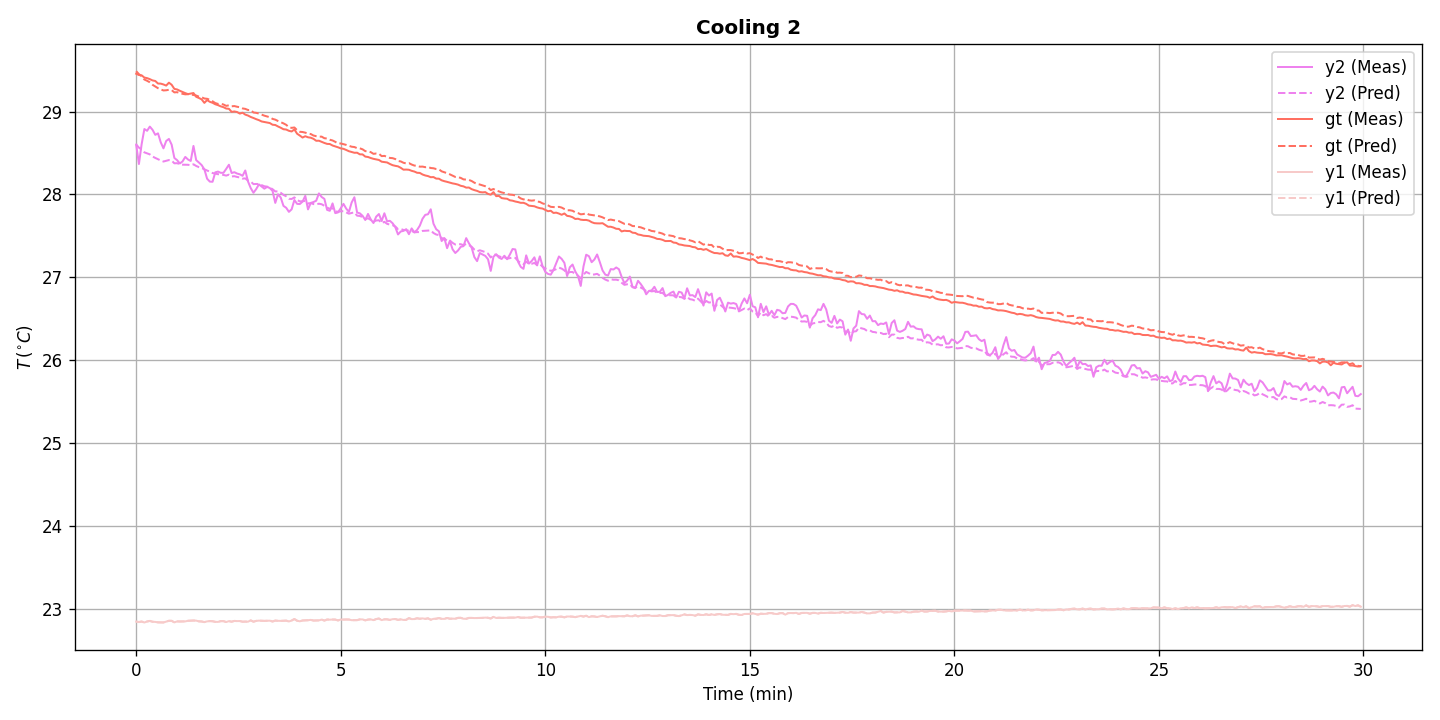 Cooling 2
y2 (Meas)
y2 (Pred)
gt (Meas)
gt (Pred)
y1 (Meas)
y1 (Pred)
T(°C)
29
28
27
26
25
24
23
0 5 10 15 20 25 30
Time (min)